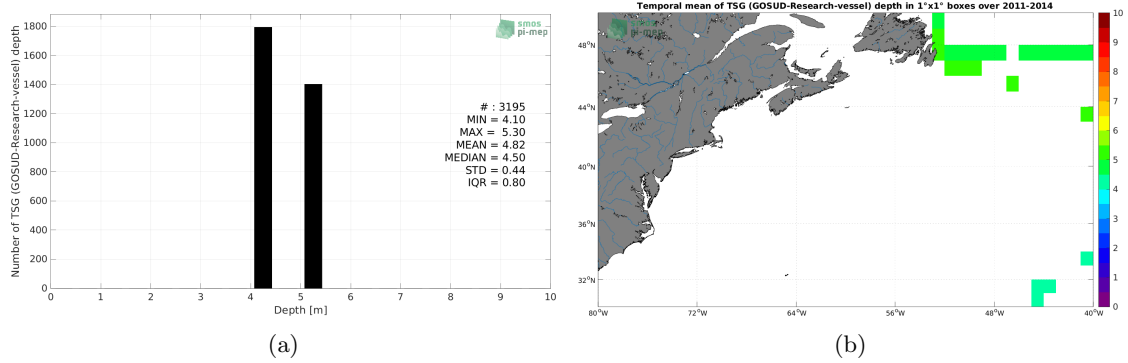 smos
pi-mep
Number of TSG (GOSUD-Research-vessel) depth
1800
1600
1400
1200
1000
800
600
400
200
0
# : 3195
MIN = 4.10
MAX = 5.30
MEAN = 4.82
MEDIAN = 4.50
STD = 0.44
IQR = 0.80
0 1 2 3 4 5 6 7 8 9 10
Depth [m]
(a)
Temporal mean of TSG (GOSUD-Research-vessel) depth in 1°x1° boxes over 2011-2014
smos
pi-mep
48°N
44°N
40°N
36°N
32°N
80°W 72°W 64°W 56°W 48°W 40°W
10
9
8
7
6
5
4
3
2
1
0
(b)